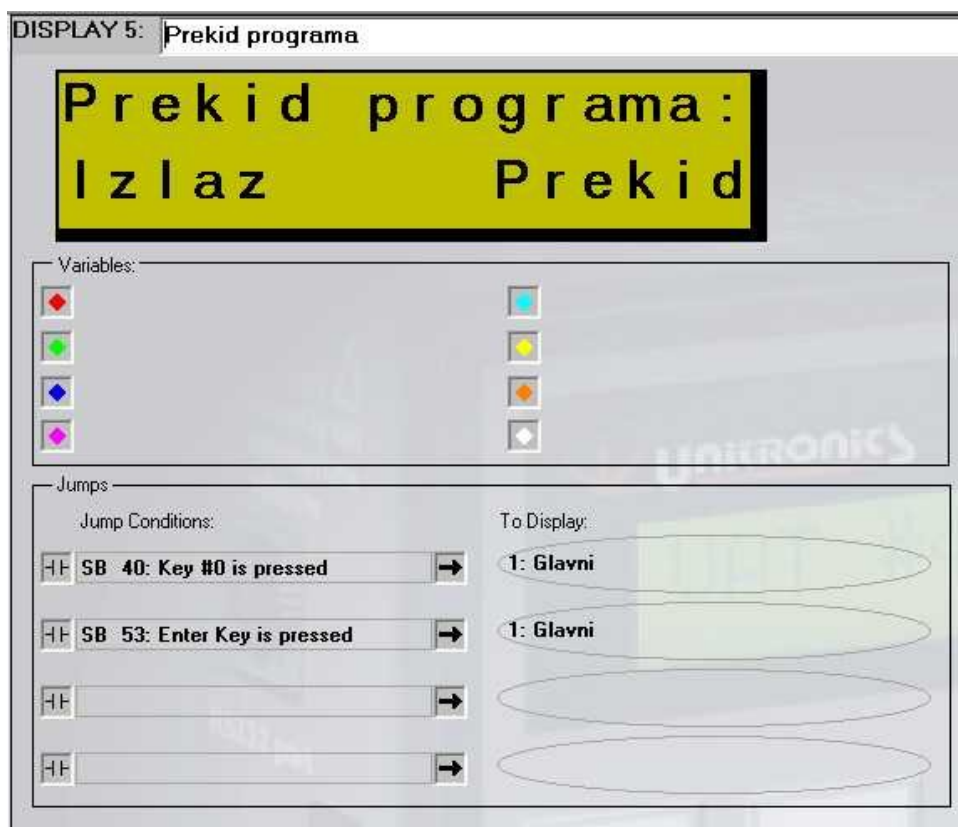 DISPLAY 5: Prekid programa
Prekid programa:
Izlaz Prekid
Variables:
UNITRONICS
Jumps
Jump Conditions: To Display:
SB 40: Key #0 is pressed 1: Glavni
SB 53: Enter Key is pressed 1: Glavni